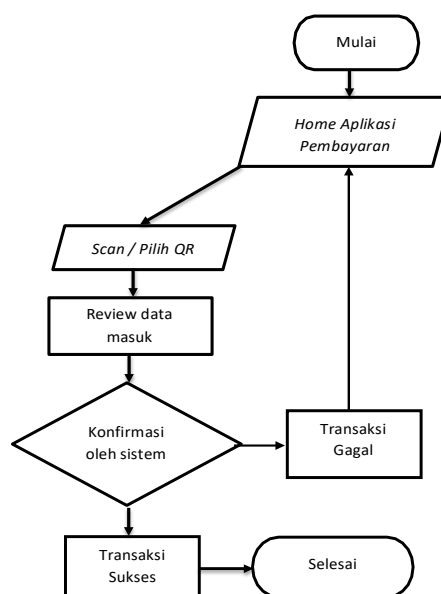 Mulai
Home Aplikasi
Pembayaran
Scan / Pilih QR
Review data
masuk
Konfirmasi
oleh sistem
Transaksi
Gagal
Transaksi
Sukses
Selesai